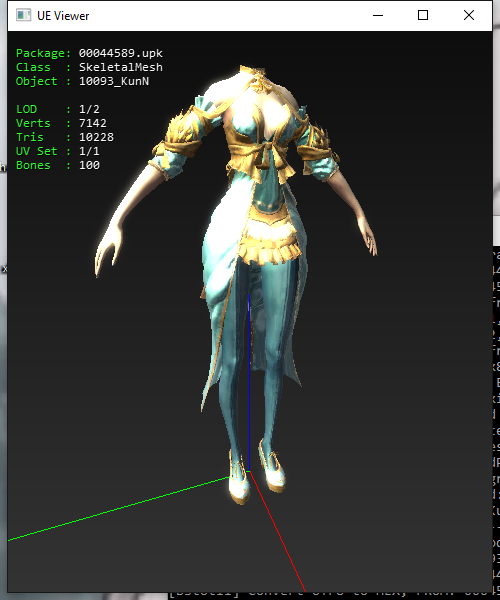 UE Viewer
Package: 00044589.upk
Class : SkeletalMesh
Object : 10093_KunN
LOD : 1/2
Verts : 7142
Tris : 10228
UV Set : 1/1
Bones : 100